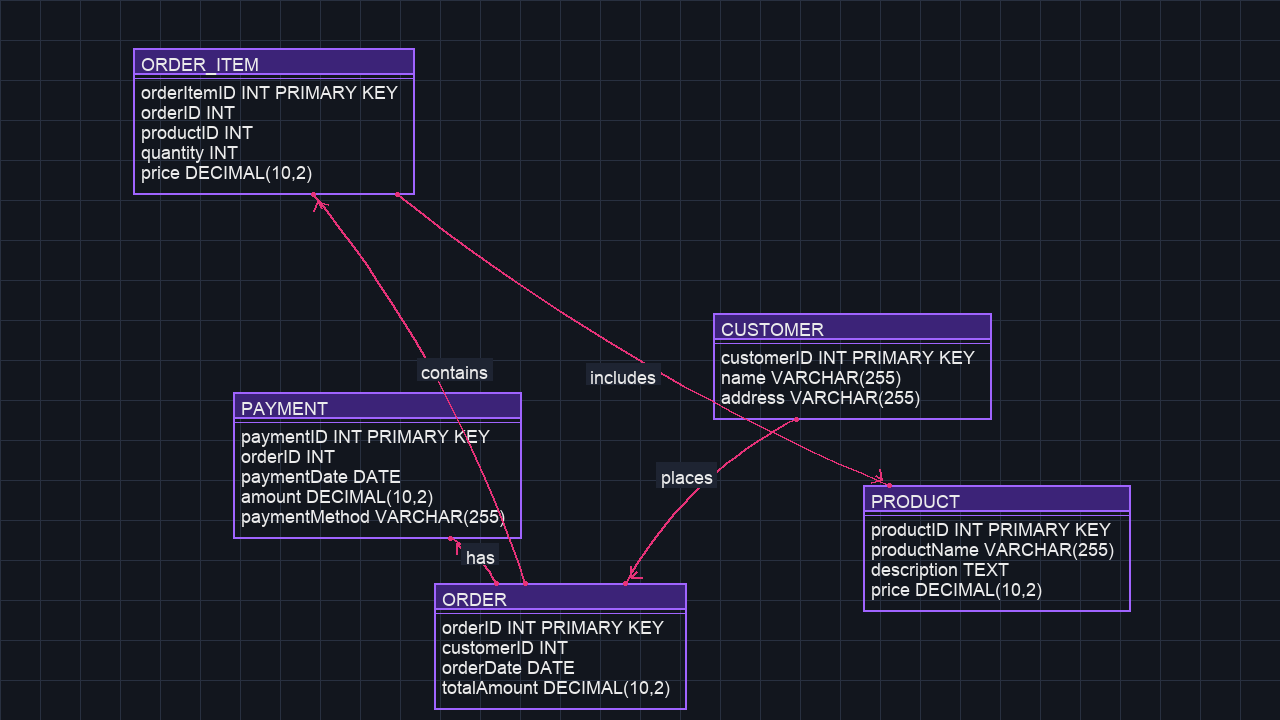 ORDER_ITEM
orderItemID INT PRIMARY KEY
orderID INT
productID INT
quantity INT
price DECIMAL(10,2)
CUSTOMER
customerID INT PRIMARY KEY
name VARCHAR(255)
address VARCHAR(255)
contains
includes
PAYMENT
paymentID INT PRIMARY KEY
orderID INT
paymentDate DATE
amount DECIMAL(10,2)
paymentMethod VARCHAR(255)
places
PRODUCT
productID INT PRIMARY KEY
productName VARCHAR(255)
description TEXT
price DECIMAL(10,2)
has
ORDER
orderID INT PRIMARY KEY
customerID INT
orderDate DATE
totalAmount DECIMAL(10,2)